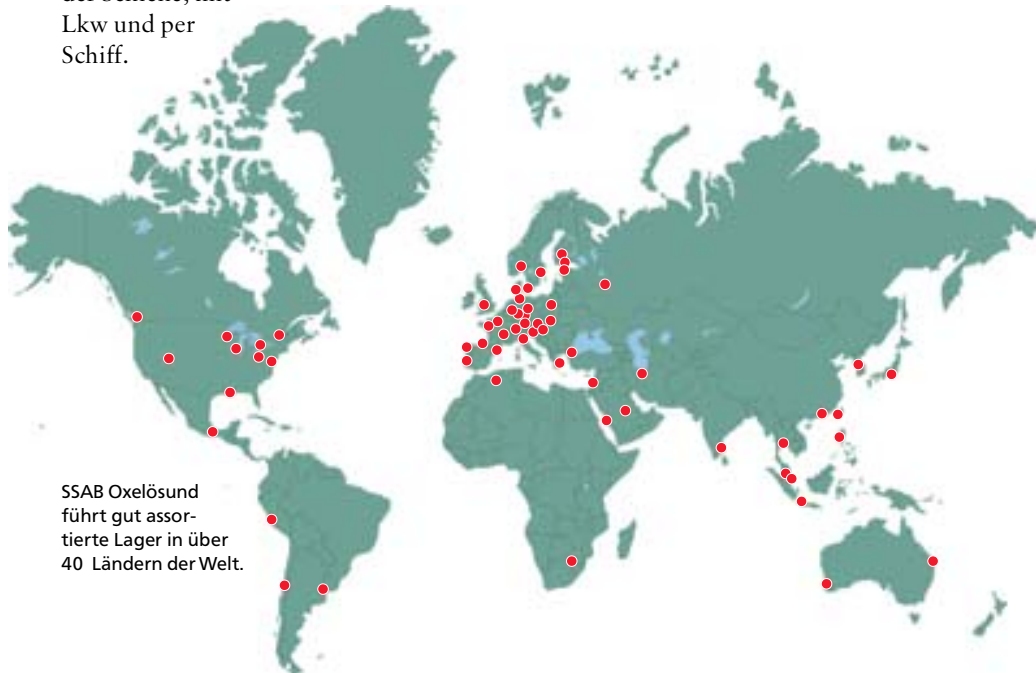 Lkw und per
Schiff.
SSAB Oxelösund
führt gut assor-
tierte Lager in über
40 Ländern der Welt.